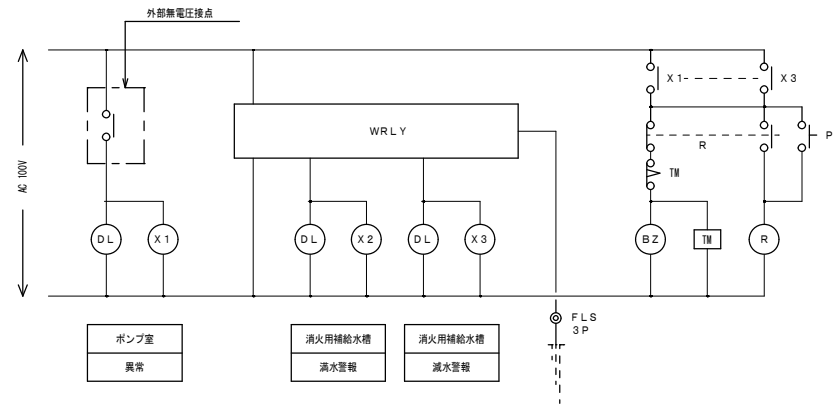 外部無電圧接点
X1
X3
WRLY
P
R
TM
AC 100V
DL
X1
DL
X2
DL
X3
BZ
TM
R
FLS
3P
ポンプ室
異常
消火用補給水槽
満水警報
消火用補給水槽
減水警報